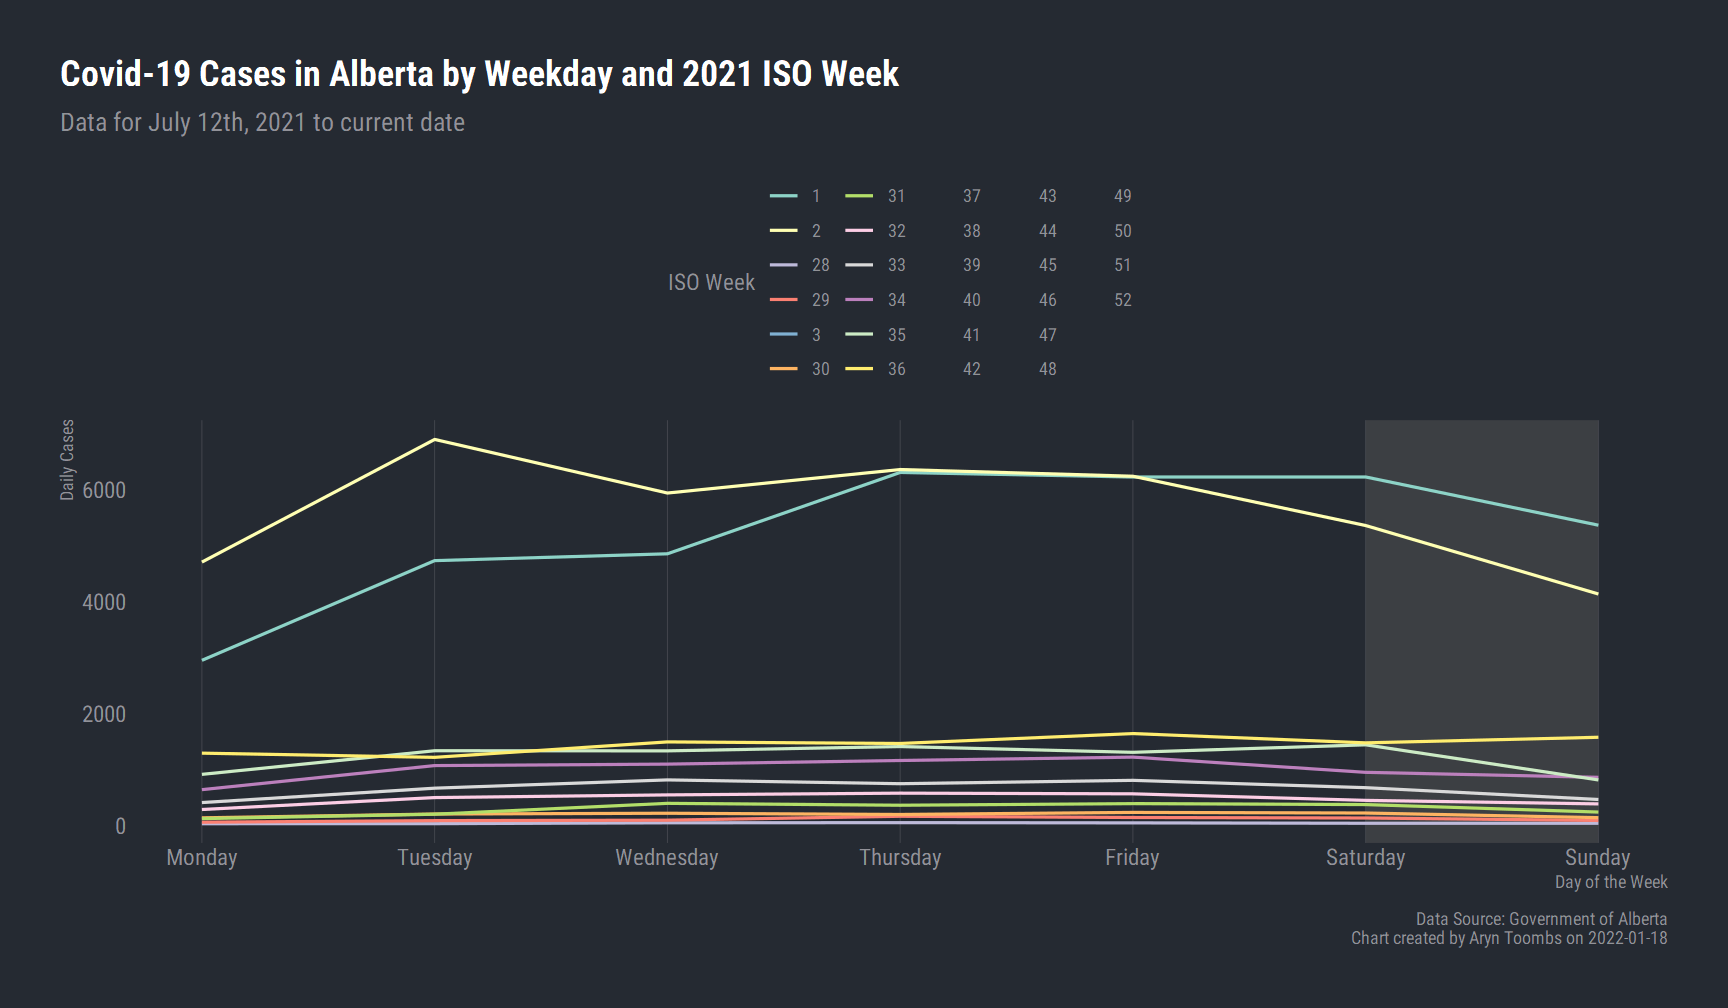 Covid-19 Cases in Alberta by Weekday and 2021 ISO Week
Data for July 12th, 2021 to current date
ISO Week
1 31 37 43 49
2 32 38 44 50
28 33 39 45 51
29 34 40 46 52
3 35 41 47
30 36 42 48
Daily Cases
6000
4000
2000
0
Monday Tuesday Wednesday Thursday Friday Saturday Sunday
Day of the Week
Data Source: Government of Alberta
Chart created by Aryn Toombs on 2022-01-18